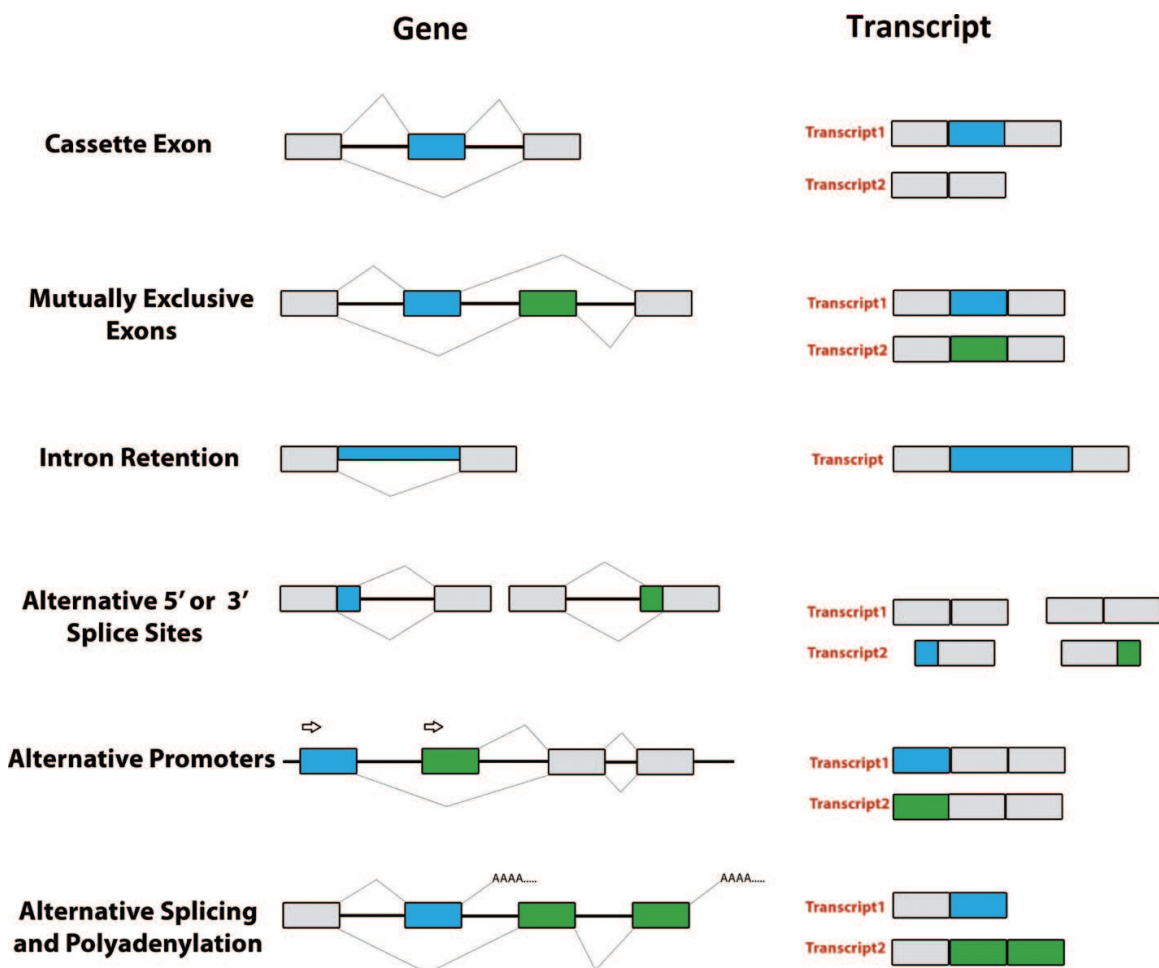 Gene
Transcript
Cassette Exon
Transcript1
Transcript2
Mutually Exclusive
Exons
Transcript1
Transcript2
Intron Retention
Transcript
Alternative 5' or 3'
Splice Sites
Transcript1
Transcript2
Alternative Promoters
Transcript1
Transcript2
AAAA.....
AAAA.....
Alternative Splicing
and Polyadenylation
Transcript1
Transcript2